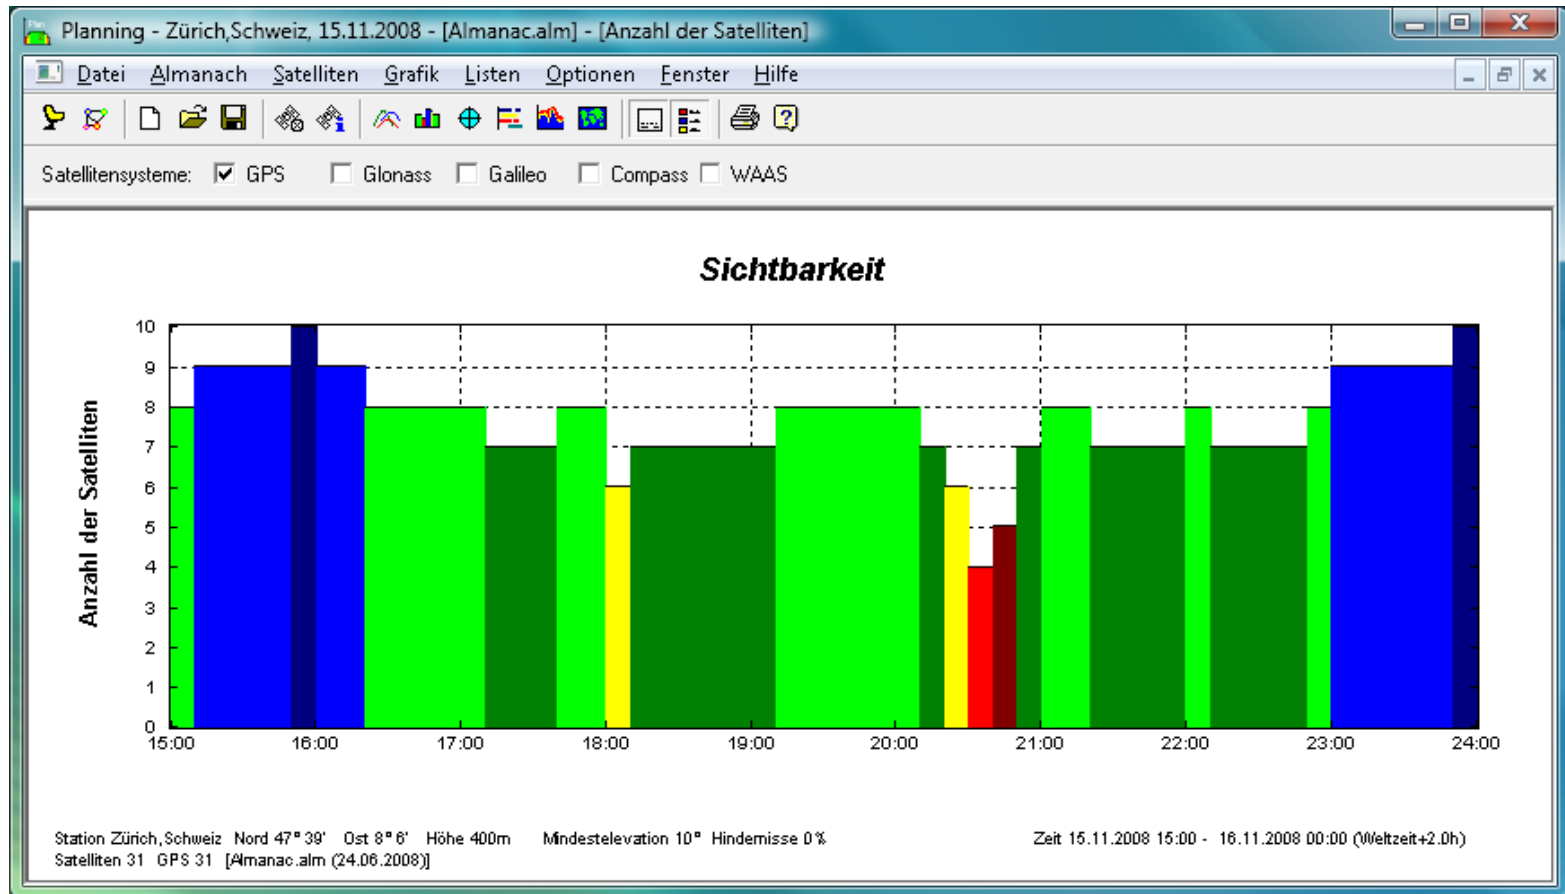 Planning - Zürich,Schweiz, 15.11.2008 - [Almanac.alm] - [Anzahl der Satelliten]
Datei Almanach Satelliten Grafik Listen Optionen Fenster Hilfe
Satellitensysteme: GPS Glonass Galileo Compass WAAS
Sichtbarkeit
Anzahl der Satelliten
10
9
8
7
6
5
4
3
2
1
0
15:00 16:00 17:00 18:00 19:00 20:00 21:00 22:00 23:00 24:00
Station Zürich,Schweiz Nord 47° 39' Ost 8° 6' Höhe 400m Mindestelevation 10° Hindernisse 0% Zeit 15.11.2008 15:00 - 16.11.2008 00:00 (Weltzeit+2.0h)
Satelliten 31 GPS 31 [Almanac.alm (24.06.2008)]